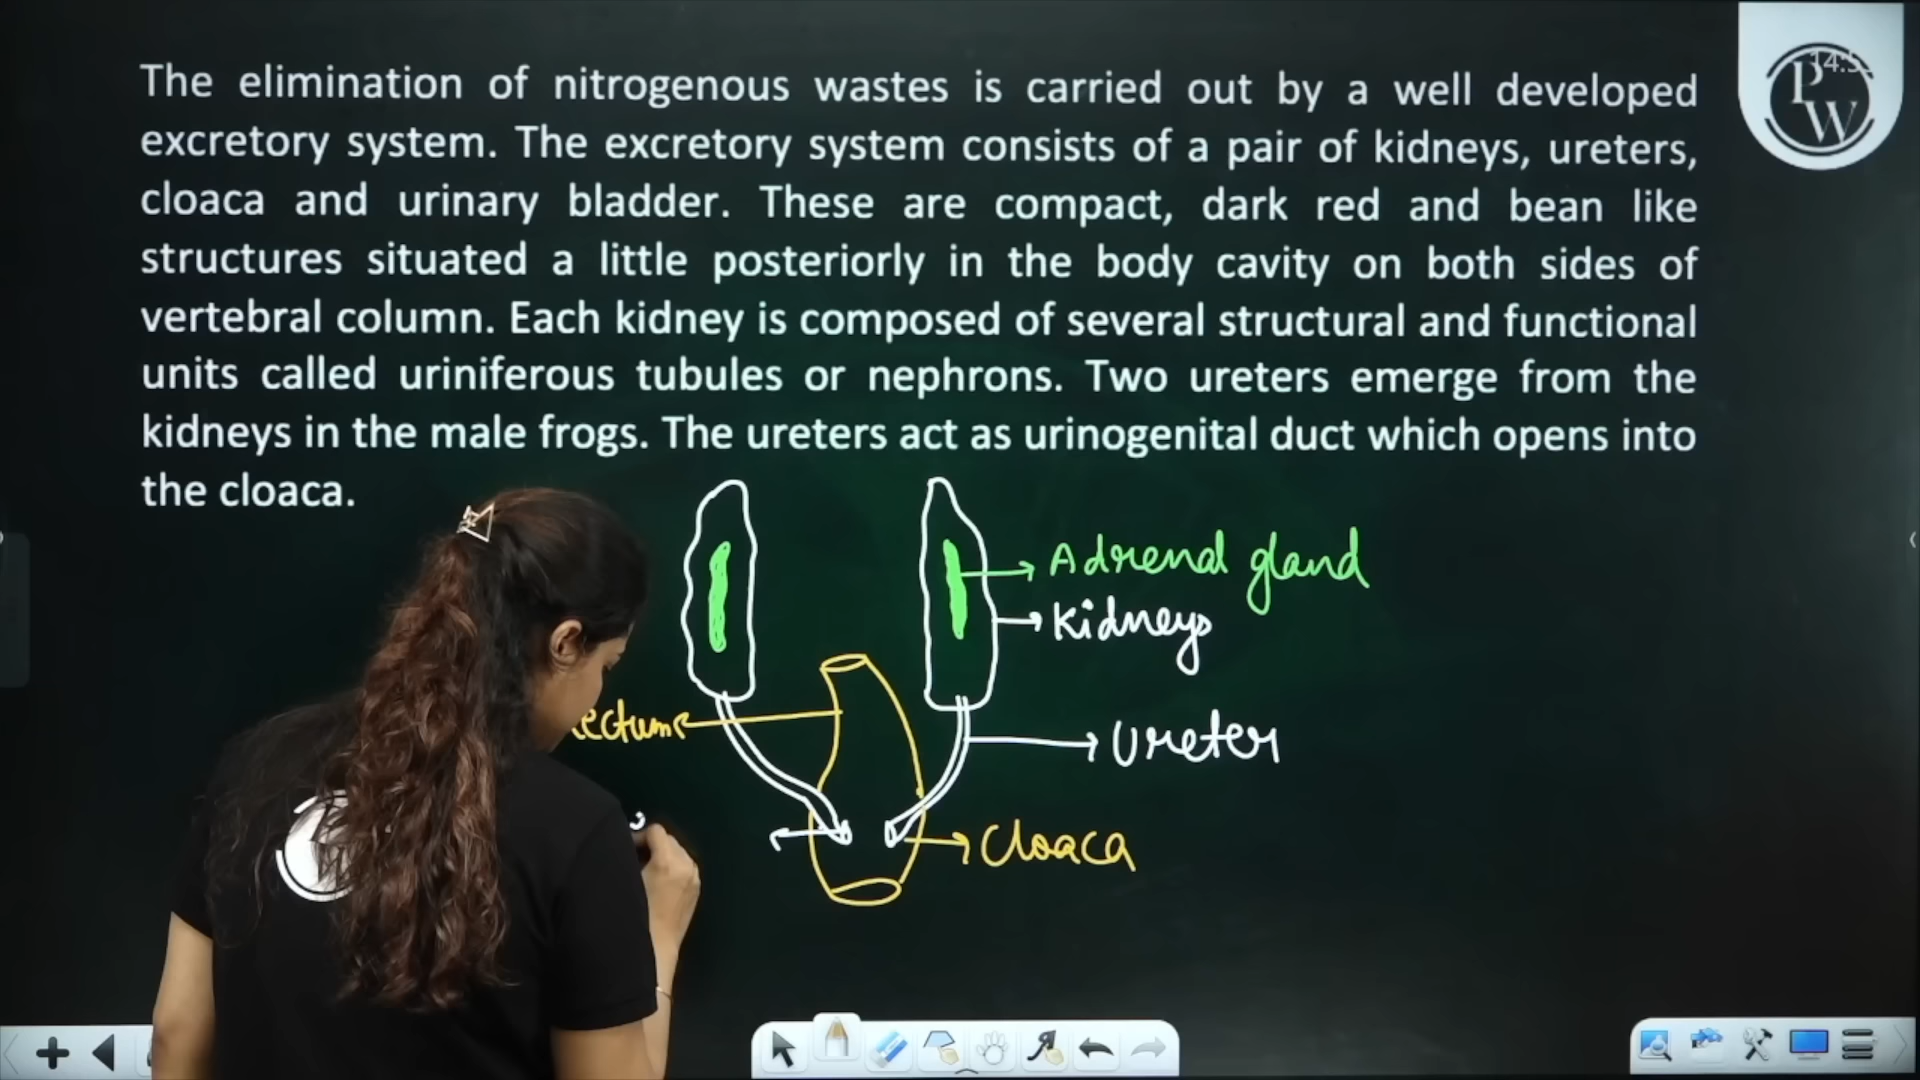 The elimination of nitrogenous wastes is carried out by a well developed
excretory system. The excretory system consists of a pair of kidneys, ureters,
cloaca and urinary bladder. These are compact, dark red and bean like
structures situated a little posteriorly in the body cavity on both sides of
vertebral column. Each kidney is composed of several structural and functional
units called uriniferous tubules or nephrons. Two ureters emerge from the
kidneys in the male frogs. The ureters act as urinogenital duct which opens into
the cloaca.
PW
Adrenal gland
Kidneys
Ureter
Cloaca